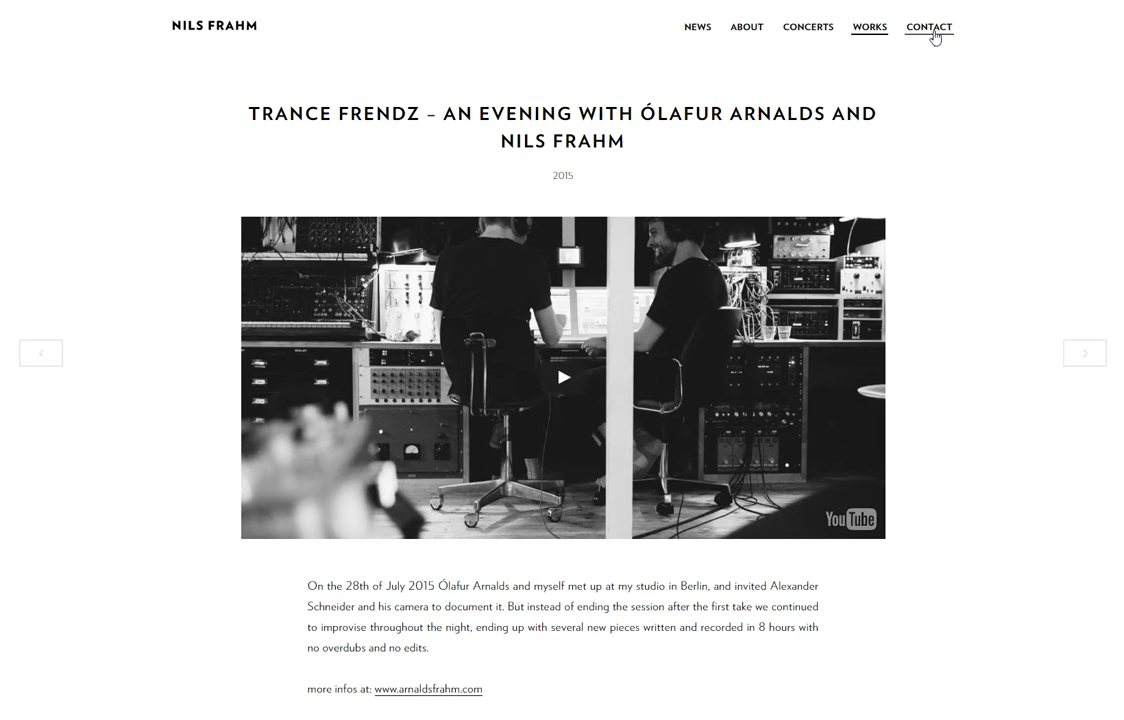 NILS FRAHM
NEWS ABOUT CONCERTS WORKS CONTACT
TRANCE FRENDZ – AN EVENING WITH ÓLAFUR ARNALDS AND
NILS FRAHM
2015
YouTube
On the 28th of July 2015 Ólafur Arnalds and myself met up at my studio in Berlin, and invited Alexander
Schneider and his camera to document it. But instead of ending the session after the first take we continued
to improvise throughout the night, ending up with several new pieces written and recorded in 8 hours with
no overdubs and no edits.
more infos at: www.arnaldsfrahm.com